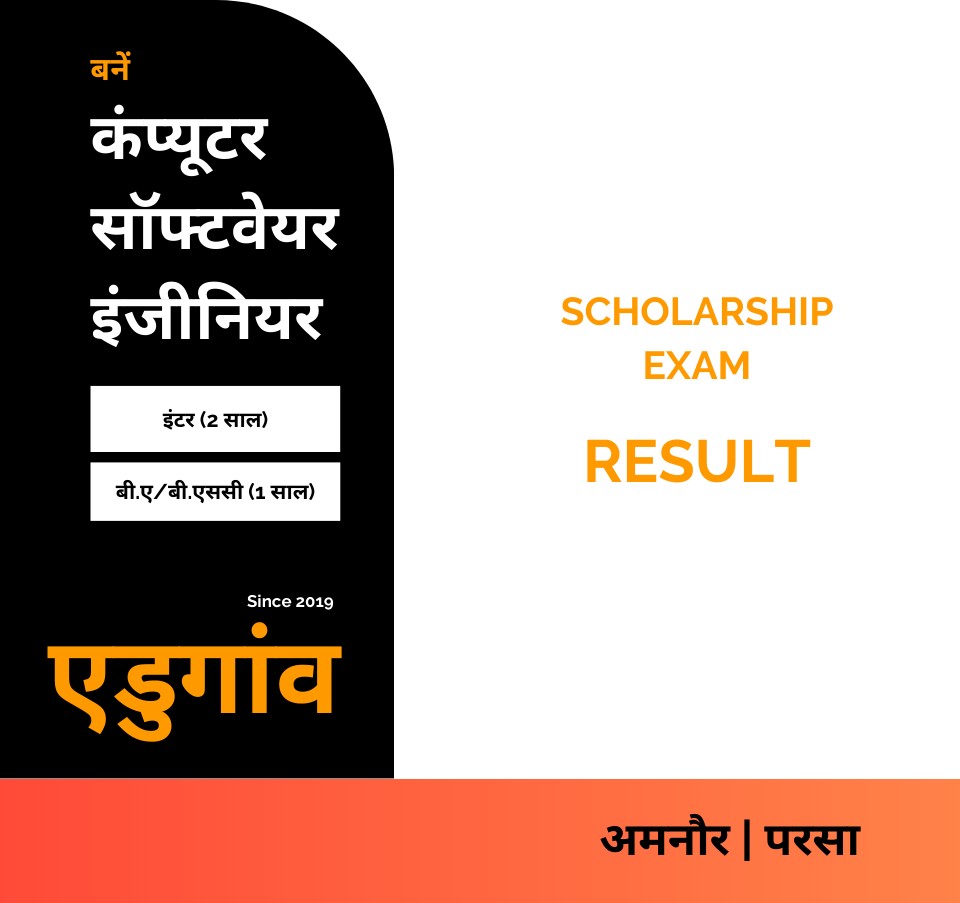 बनें
कंप्यूटर
सॉफ्टवेयर
इंजीनियर
इंटर (2 साल)
बी.ए/बी.एससी (1 साल)
Since 2019
एडुगांव
SCHOLARSHIP
EXAM
RESULT
अमनौर | परसा